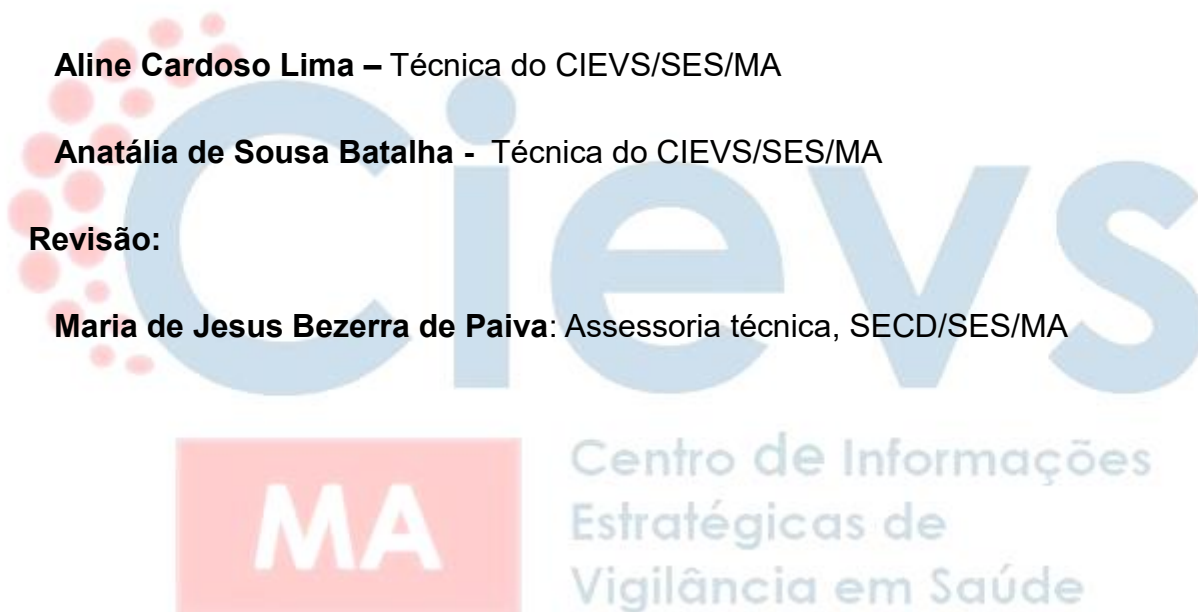 Aline Cardoso Lima – Técnica do CIEVS/SES/MA
Anatália de Sousa Batalha - Técnica do CIEVS/SES/MA
Revisão:
Maria de Jesus Bezerra de Paiva: Assessoria técnica, SECD/SES/MA
Cievs
MA
Centro de Informações
Estratégicas de
Vigilância em Saúde